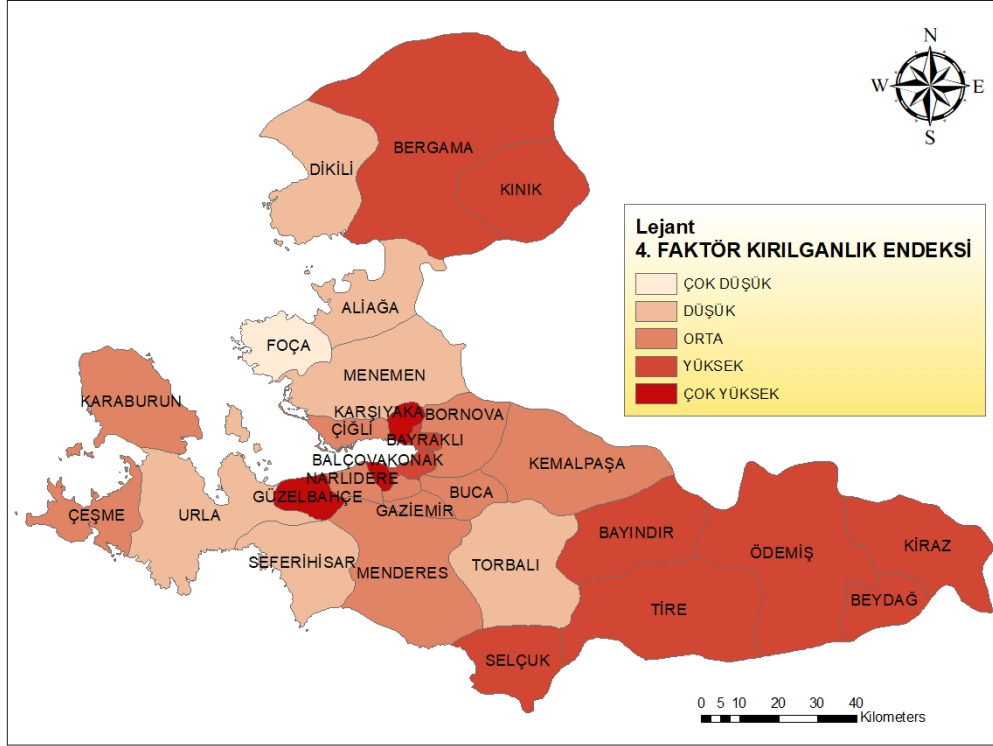 N
W E
S
BERGAMA
DİKİLİ
KINIK
Lejant
4. FAKTÖR KIRILGANLIK ENDEKSİ
ÇOK DÜŞÜK
DÜŞÜK
ORTA
YÜKSEK
ÇOK YÜKSEK
ALİAĞA
FOÇA
MENEMEN
KARABURUN
KARŞIYAKA
BORNOVA
ÇİĞLİ
BAYRAKLI
BALÇOVA
KONAK
KEMALPAŞA
NARLIDERE
GÜZELBAHÇE
BUCA
GAZİEMİR
ÇEŞME
URLA
BAYINDIR
ÖDEMİŞ
KİRAZ
SEFERİHİSAR
MENDERES
TORBALI
BEYDAĞ
TİRE
SELÇUK
0 5 10 20 30 40
Kilometers